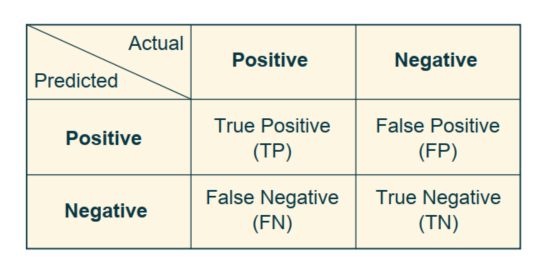 Actual
Predicted
Positive
Negative
Positive
True Positive
(TP)
False Positive
(FP)
Negative
False Negative
(FN)
True Negative
(TN)